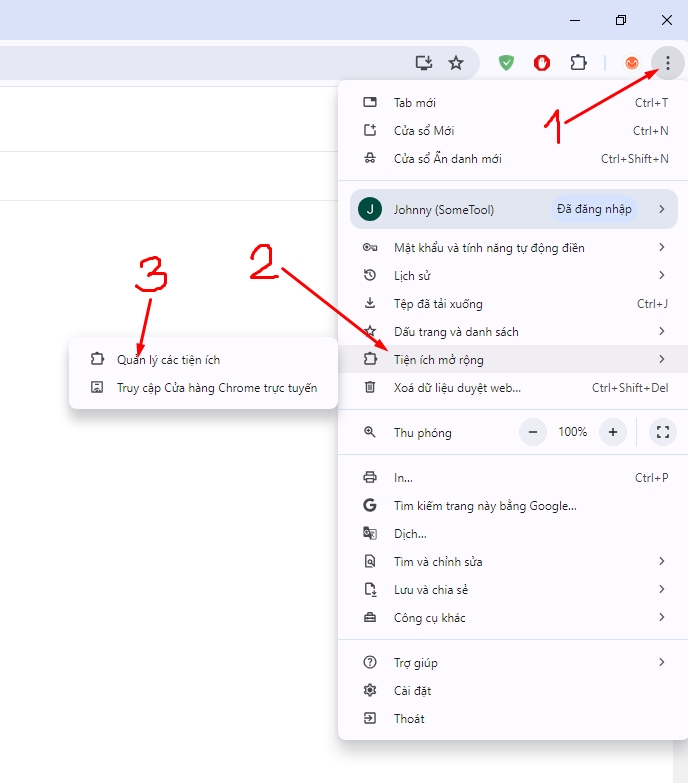 1
Tab mới Ctrl+T
Cửa sổ Mới Ctrl+N
Cửa sổ Ẩn danh mới Ctrl+Shift+N
J Johnny (SomeTool) Đã đăng nhập
Mật khẩu và tính năng tự động điền
2
Lịch sử
3
Tệp đã tải xuống Ctrl+J
Dấu trang và danh sách
Tiện ích mở rộng
Quản lý các tiện ích
Truy cập Cửa hàng Chrome trực tuyến
Xoá dữ liệu duyệt web... Ctrl+Shift+Del
Thu phóng − 100% +
In... Ctrl+P
G Tìm kiếm trang này bằng Google...
Dịch...
Tìm và chỉnh sửa
Lưu và chia sẻ
Công cụ khác
Trợ giúp
Cài đặt
Thoát